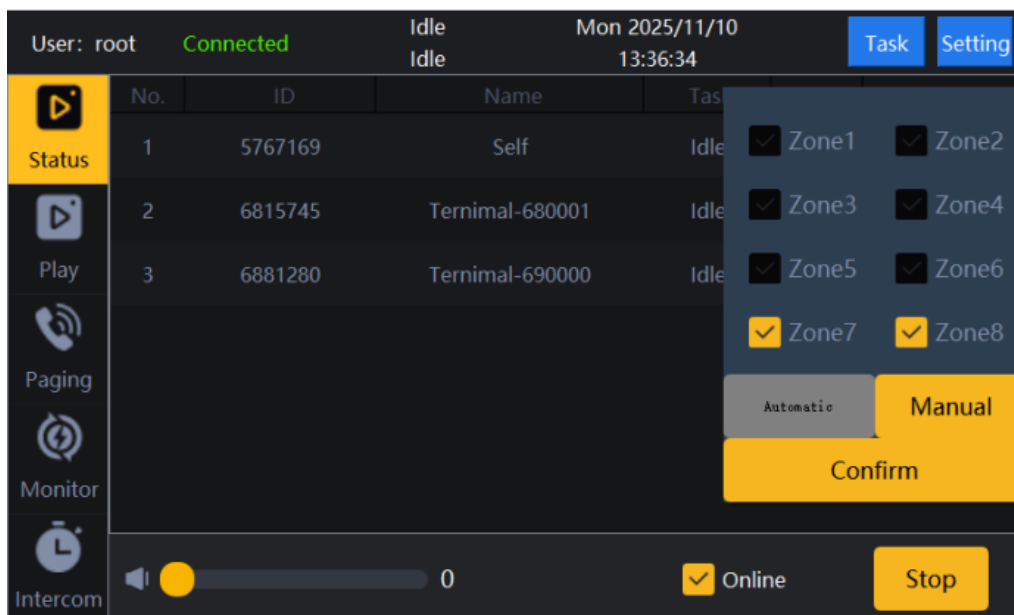 User: root Connected Idle Mon 2025/11/10 Task Setting
Idle 13:36:34
No. ID Name
Status 1 5767169 Self Idle Zone1 Zone2
2 6815745 Ternimal-680001 Idle Zone3 Zone4
Play 3 6881280 Ternimal-690000 Idle Zone5 Zone6
Zone7 Zone8
Paging Automatic Manual
Monitor Confirm
Intercom 0 Online Stop